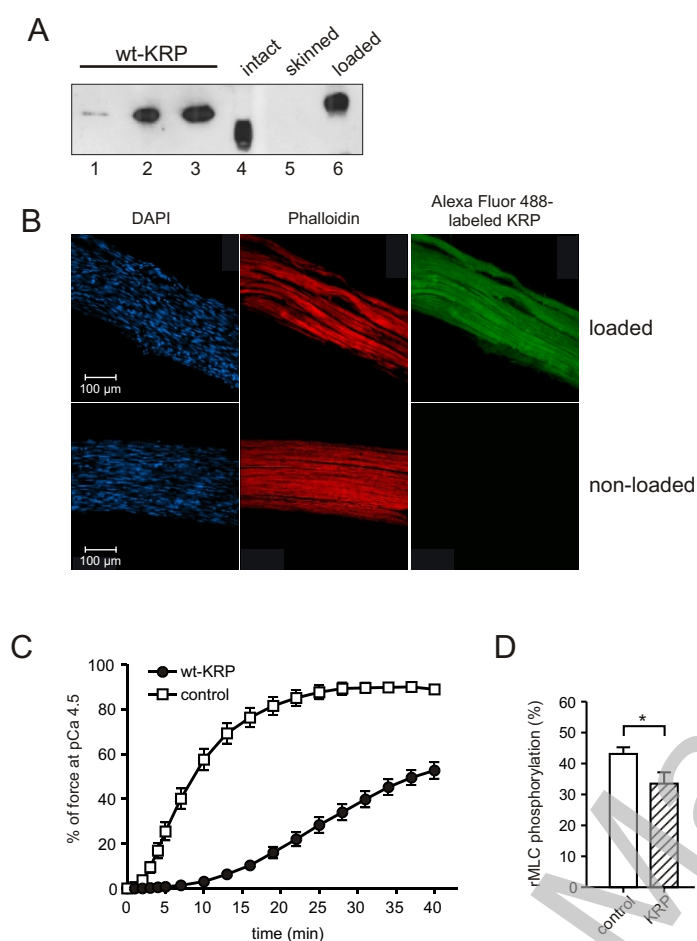 A
wt-KRP
intact
skinned
loaded
1 2 3 4 5 6
B
DAPI
Phalloidin
Alexa Fluor 488-
labeled KRP
100 µm
loaded
100 µm
non-loaded
C
wt-KRP
control
% of force at pCa 4.5
100
80
60
40
20
0
0 5 10 15 20 25 30 35 40
time (min)
D
*
rMLC phosphorylation (%)
60
50
40
30
20
10
0
control
KRP